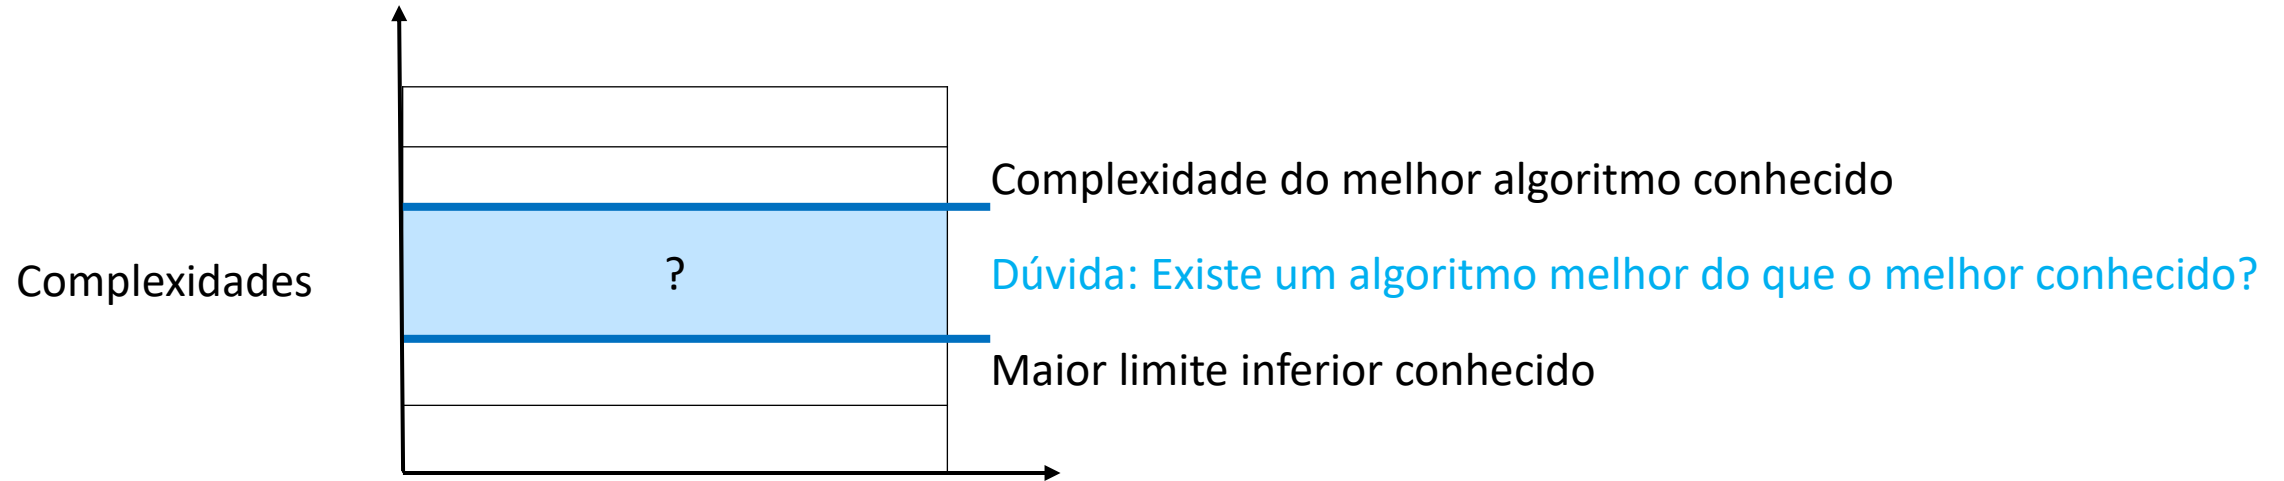 Complexidade do melhor algoritmo conhecido
Complexidades
?
Dúvida: Existe um algoritmo melhor do que o melhor conhecido?
Maior limite inferior conhecido